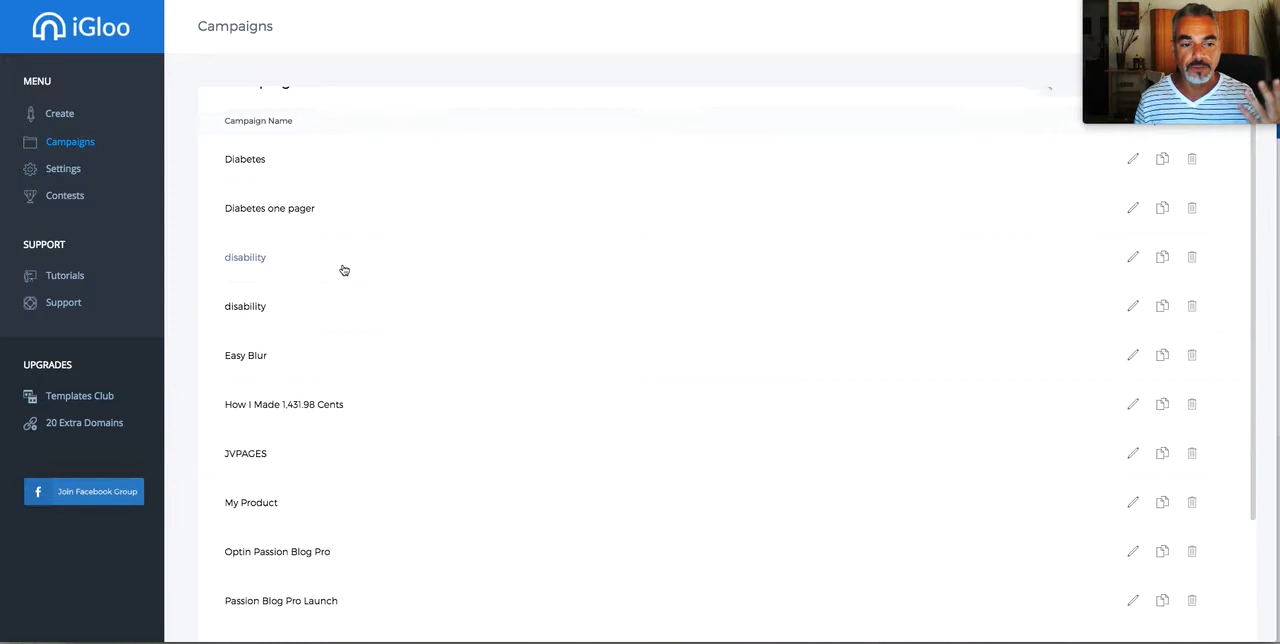 iGloo
Campaigns
MENU
Create
Campaigns
Settings
Contests
SUPPORT
Tutorials
Support
UPGRADES
Templates Club
20 Extra Domains
f Join Facebook Group
Campaign Name
Diabetes
Diabetes one pager
disability
disability
Easy Blur
How I Made 1,431.98 Cents
JVPAGES
My Product
Optin Passion Blog Pro
Passion Blog Pro Launch